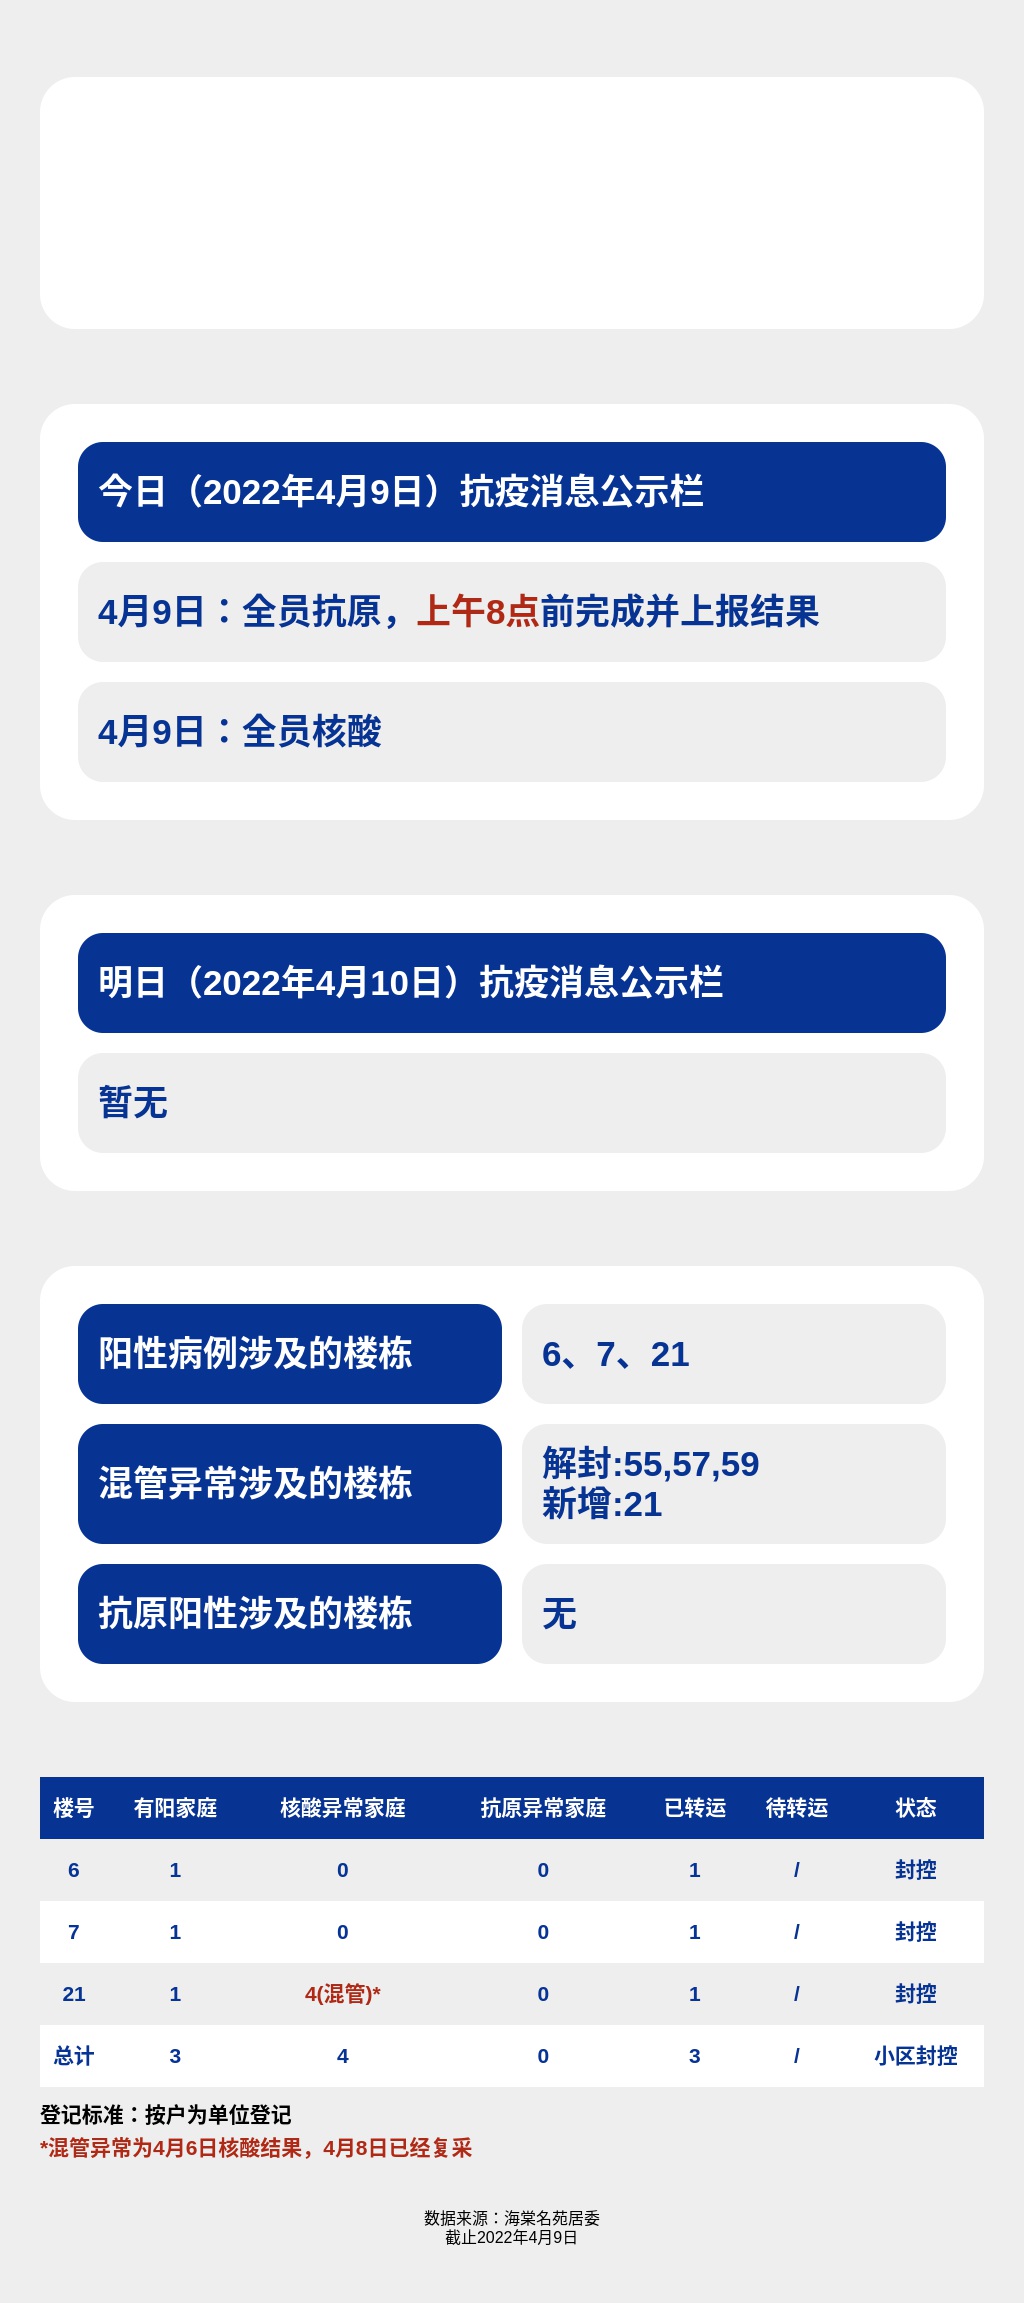 今日（2022年4月9日）抗疫消息公示栏
4月9日：全员抗原，上午8点前完成并上报结果
4月9日：全员核酸
明日（2022年4月10日）抗疫消息公示栏
暂无
阳性病例涉及的楼栋 6、7、21
混管异常涉及的楼栋 解封:55,57,59
新增:21
抗原阳性涉及的楼栋 无
楼号 有阳家庭 核酸异常家庭 抗原异常家庭 已转运 待转运 状态
6 1 0 0 1 / 封控
7 1 0 0 1 / 封控
21 1 4(混管)* 0 1 / 封控
总计 3 4 0 3 / 小区封控
登记标准：按户为单位登记
*混管异常为4月6日核酸结果，4月8日已经复采
数据来源：海棠名苑居委
截止2022年4月9日